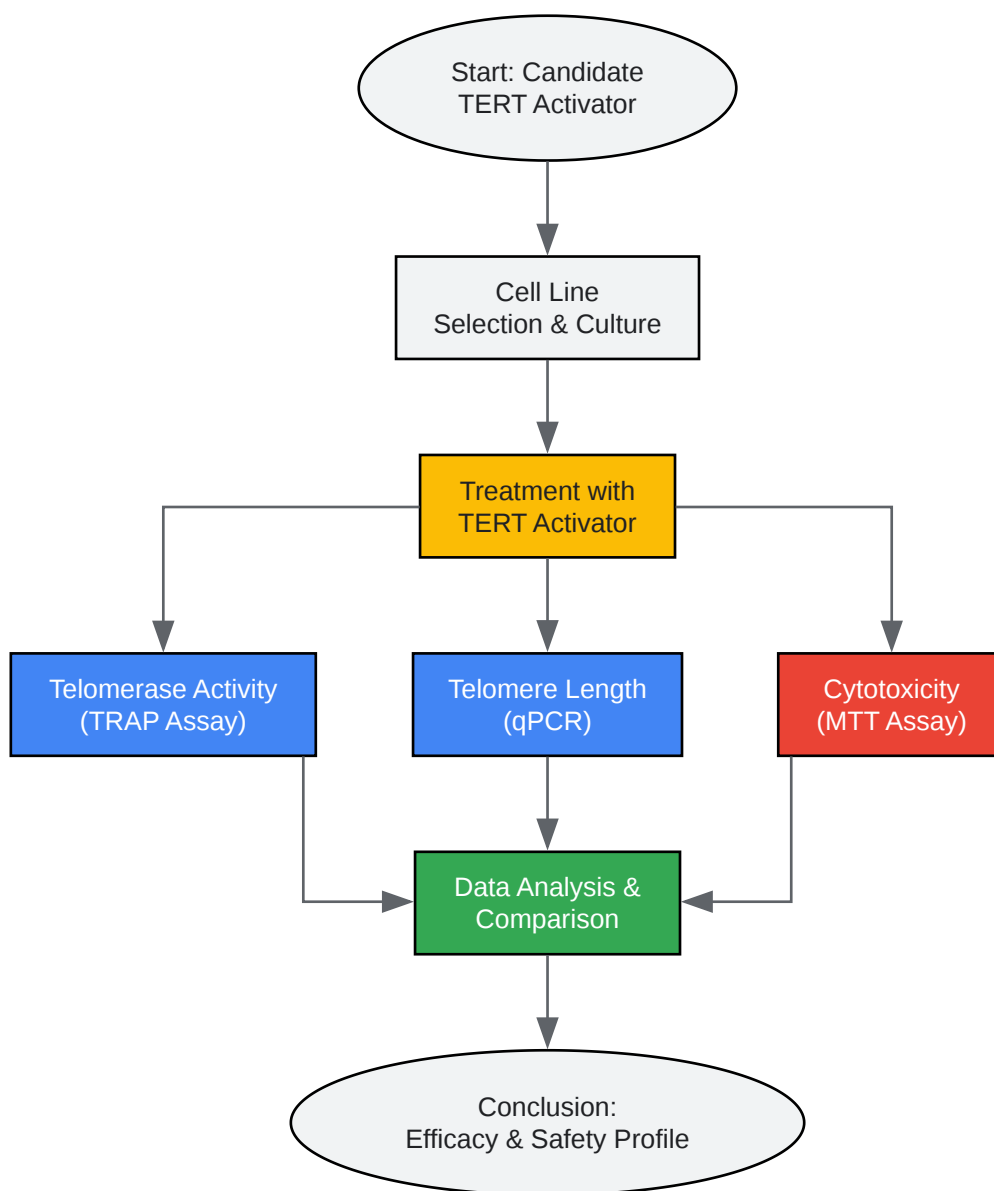 Start: Candidate
TERT Activator
Cell Line
Selection & Culture
Treatment with
TERT Activator
Telomerase Activity
(TRAP Assay)
Telomere Length
(qPCR)
Cytotoxicity
(MTT Assay)
Data Analysis &
Comparison
Conclusion:
Efficacy & Safety Profile